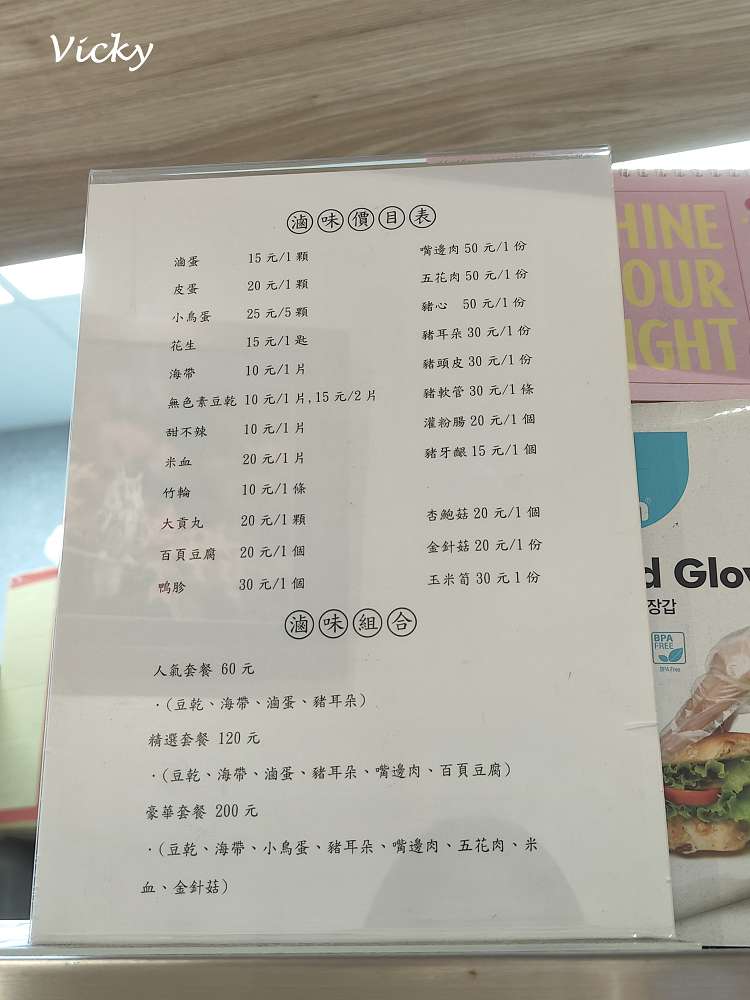 Vicky
滷味價目表
滷蛋 15元/1顆
皮蛋 20元/1顆
小鳥蛋 25元/5顆
花生 15元/1匙
海帶 10元/1片
無色素豆乾 10元/1片,15元/2片
甜不辣 10元/1片
米血 20元/1片
竹輪 10元/1條
大貢丸 20元/1顆
百頁豆腐 20元/1個
鴨胗 30元/1個
嘴邊肉 50元/1份
五花肉 50元/1份
豬心 50元/1份
豬耳朵 30元/1份
豬頭皮 30元/1份
豬軟管 30元/1條
灌粉腸 20元/1個
豬牙齦 15元/1個
杏鮑菇 20元/1個
金針菇 20元/1份
玉米筍 30元1份
滷味組合
人氣套餐 60元
·(豆乾、海帶、滷蛋、豬耳朵)
精選套餐 120元
·(豆乾、海帶、滷蛋、豬耳朵、嘴邊肉、百頁豆腐)
豪華套餐 200元
·(豆乾、海帶、小鳥蛋、豬耳朵、嘴邊肉、五花肉、米
血、金針菇)
HINE
OUR
IGHT
d Glov
장갑
BPA
FREE
BPA Free